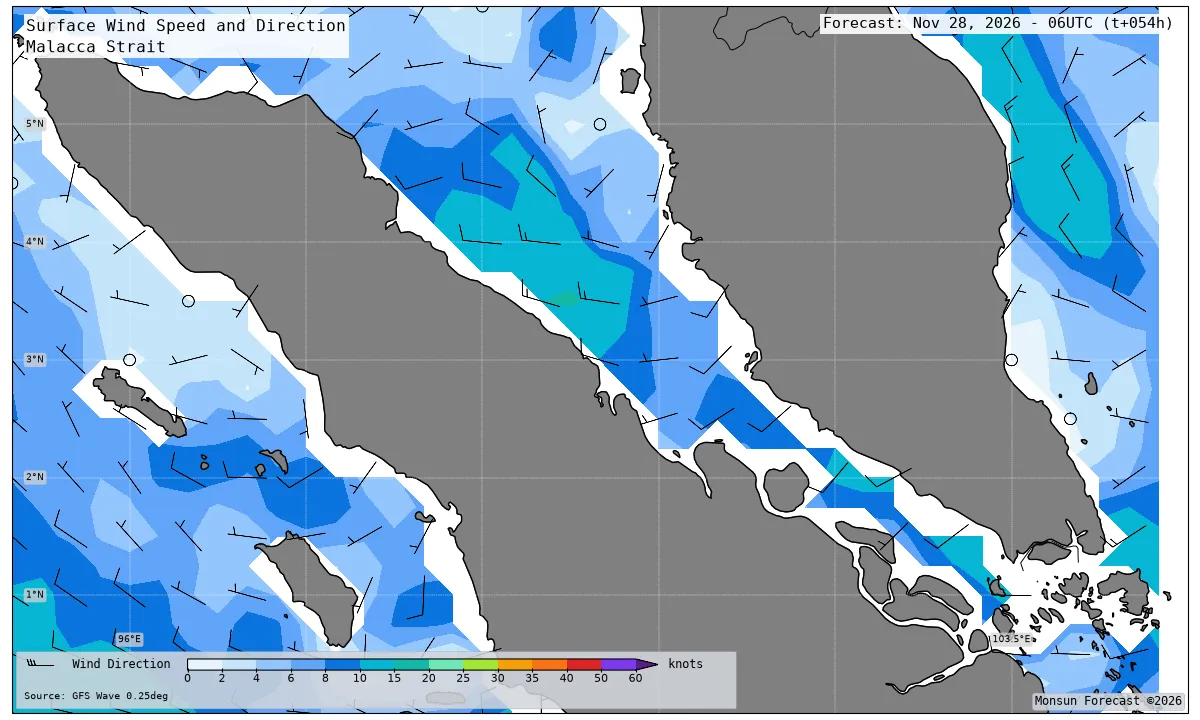 Surface Wind Speed and Direction
Malacca Strait
Forecast: Nov 28, 2026 - 06UTC (t+054h)
5°N
4°N
3°N
2°N
1°N
96°E
103.5°E
Wind Direction
knots
0 2 4 6 8 10 15 20 25 30 35 40 50 60
Source: GFS Wave 0.25deg
Monsun Forecast ©2026